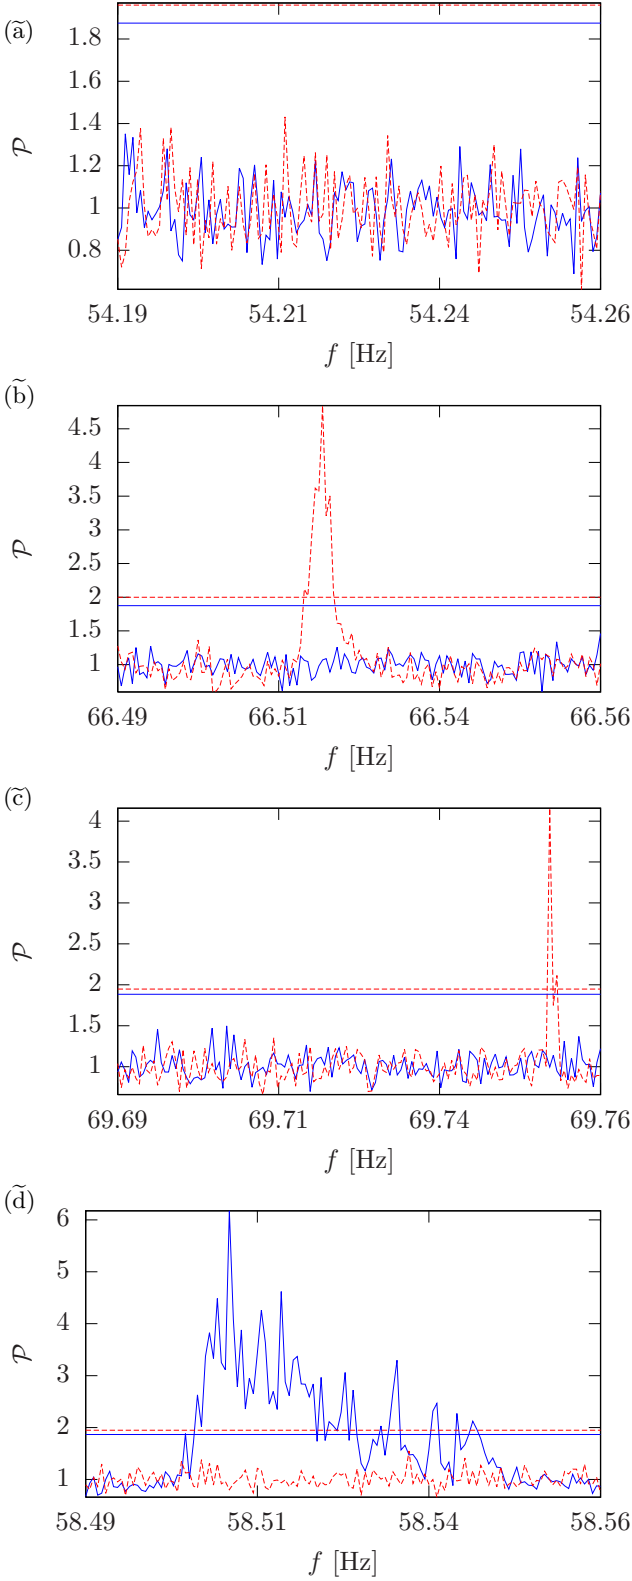 (ã)
1.8
1.6
1.4
1.2
1
0.8
𝒫
54.19 54.21 54.24 54.26
f [Hz]
(b̃)
4.5
4
3.5
3
2.5
2
1.5
1
𝒫
66.49 66.51 66.54 66.56
f [Hz]
(c̃)
4
3.5
3
2.5
2
1.5
1
𝒫
69.69 69.71 69.74 69.76
f [Hz]
(d̃)
6
5
4
3
2
1
𝒫
58.49 58.51 58.54 58.56
f [Hz]